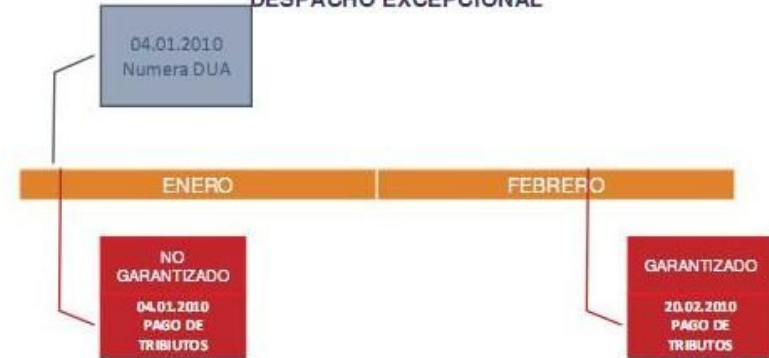 DESPACHO EXCEPCIONAL
04.01.2010
Numera DUA
ENERO
FEBRERO
NO
GARANTIZADO
04.01.2010
PAGO DE
TRIBIUTOS
GARANTIZADO
20.02.2010
PAGO DE
TRIBUTOS